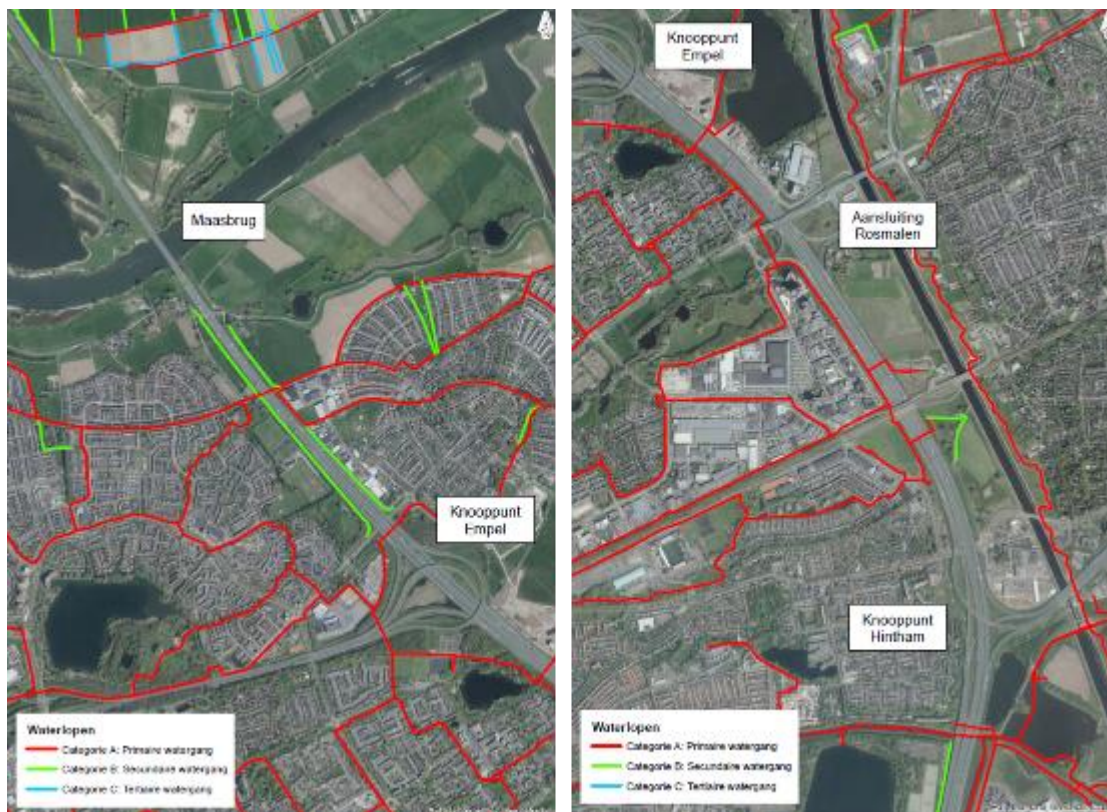 Maasbrug
Knooppunt
Empel
Waterlopen
Categorie A: Primaire watergang
Categorie B: Secundaire watergang
Categorie C: Tertiaire watergang
Knooppunt
Empel
Aansluiting
Rosmalen
Knooppunt
Hintham
Waterlopen
Categorie A: Primaire watergang
Categorie B: Secundaire watergang
Categorie C: Tertiaire watergang